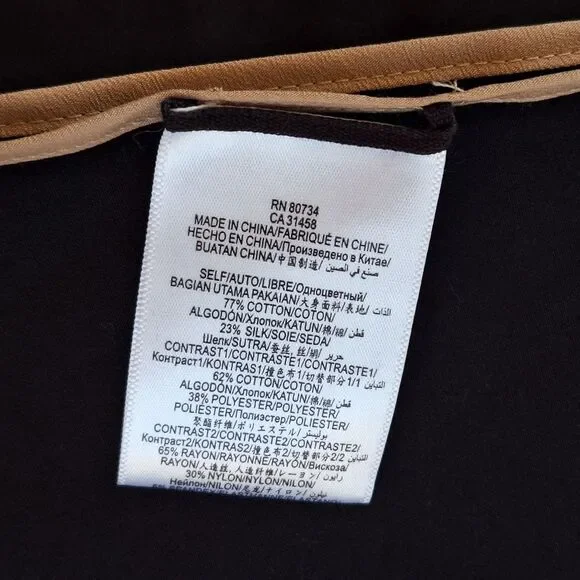 RN 80734
CA 31458
MADE IN CHINA/FABRIQUÉ EN CHINE/
HECHO EN CHINA/Произведено в Китае/
BUATAN CHINA/中国制造/ صنع في الصين/
SELF/AUTO/LIBRE/Одноцветный/
BAGIAN UTAMA PAKAIAN/大身面料/表地/ الذات/
77% COTTON/COTON/
ALGODÓN/Хлопок/KATUN/棉/綿/ قطن/
23% SILK/SOIE/SEDA/
Шелк/SUTRA/蚕丝, 丝/絹/ حرير/
CONTRAST1/CONTRASTE1/CONTRASTE1/
Контраст1/KONTRAS1/撞色布1/切替部分1/ التباين 1/
62% COTTON/COTON/
ALGODÓN/Хлопок/KATUN/棉/綿/ قطن/
38% POLYESTER/POLYESTER/
POLIÉSTER/Полиэстер/POLIESTER/
聚酯纤维/ポリエステル/ بوليستر/
CONTRAST2/CONTRASTE2/CONTRASTE2/
Контраст2/KONTRAS2/撞色布2/切替部分2/ التباين 2/
65% RAYON/RAYONNE/RAYON/Вискоза/
RAYON/人造丝, 人造纤维/レーヨン/ رايون/
30% NYLON/NYLON/NILON/
Нейлон/NILON/尼龙/ナイロン/ نيلون/